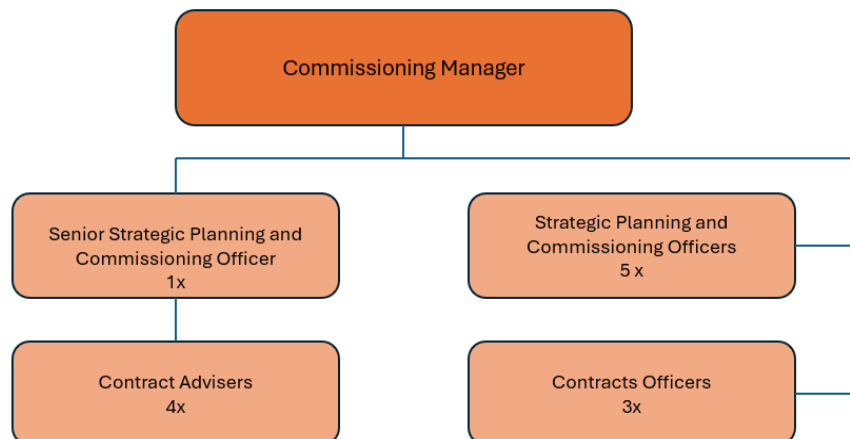 Commissioning Manager
Senior Strategic Planning and
Commissioning Officer
1x
Strategic Planning and
Commissioning Officers
5 x
Contract Advisers
4x
Contracts Officers
3x